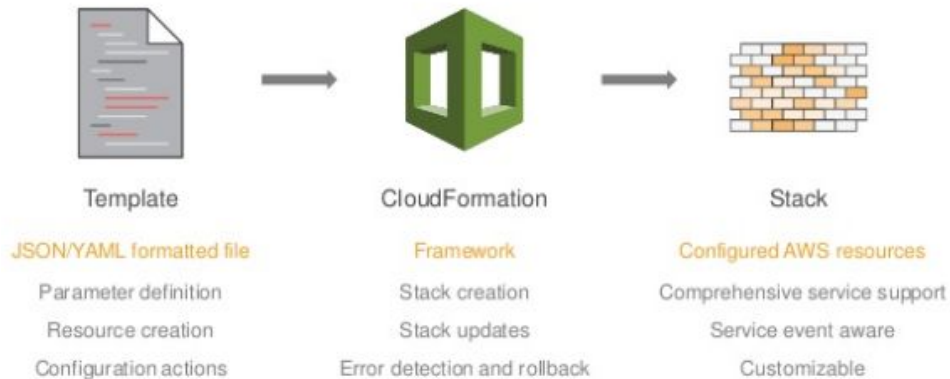 Template
CloudFormation
Stack
JSON/YAML formatted file
Framework
Configured AWS resources
Parameter definition
Stack creation
Comprehensive service support
Resource creation
Stack updates
Service event aware
Configuration actions
Error detection and rollback
Customizable